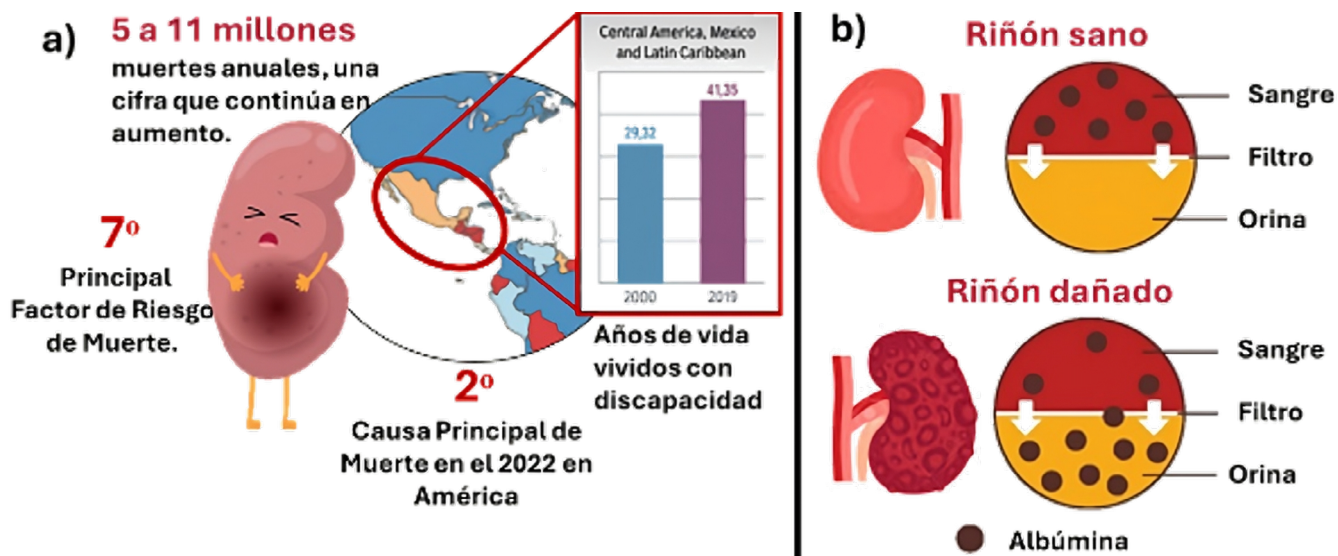 a)
5 a 11 millones
muertes anuales, una
cifra que continúa en
aumento.
7º
Principal
Factor de Riesgo
de Muerte.
Central America, Mexico
and Latin Caribbean
29,32
41,35
2000
2019
Años de vida
vividos con
discapacidad
2º
Causa Principal de
Muerte en el 2022 en
América
b)
Riñón sano
Sangre
Filtro
Orina
Riñón dañado
Sangre
Filtro
Orina
Albúmina